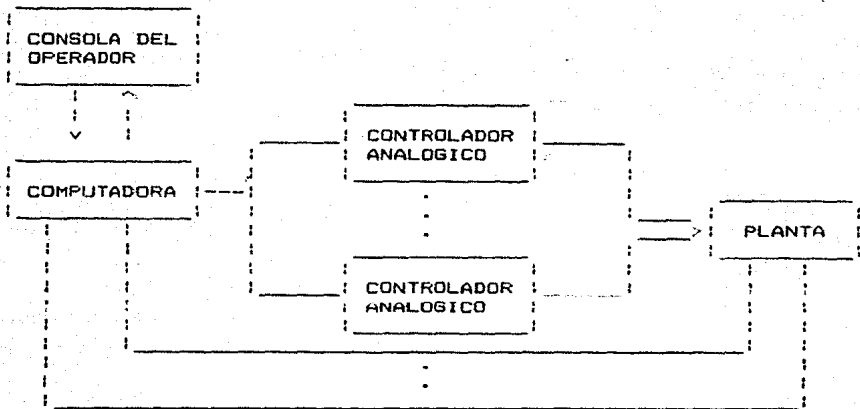 CONSOLA DEL
OPERADOR
CONTROLADOR
ANALOGICO
COMPUTADORA
PLANTA
CONTROLADOR
ANALOGICO